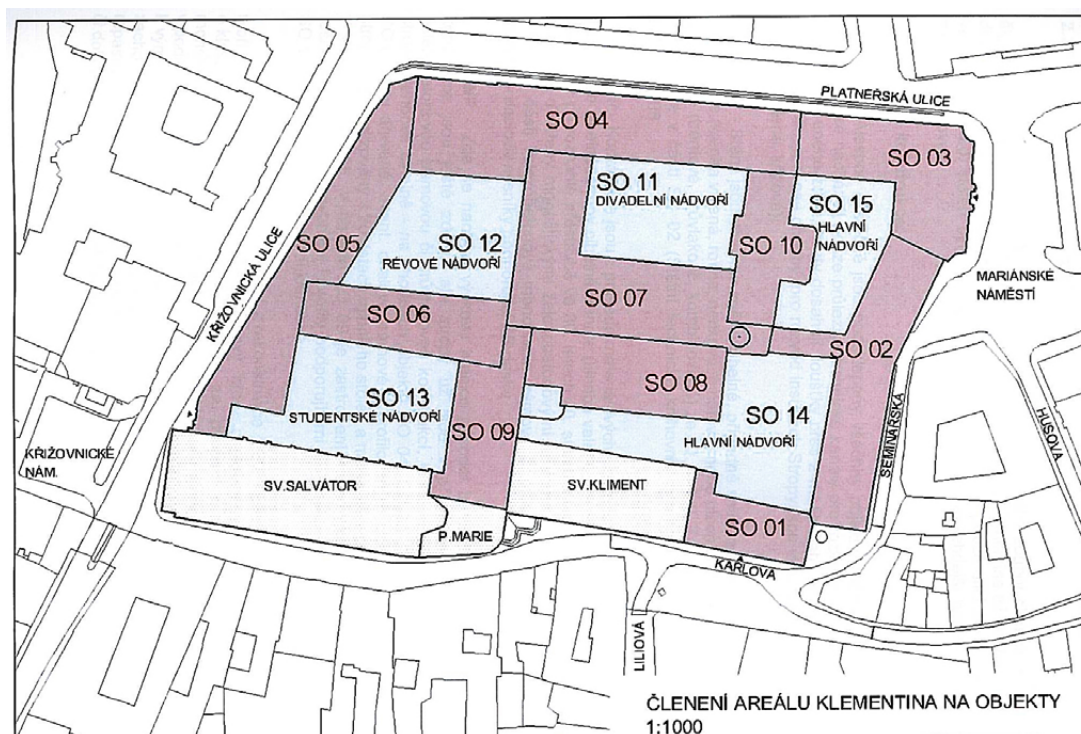 PLATNEŘSKÁ ULICE
SO 04
SO 03
SO 11
DIVADELNÍ NÁDVOŘÍ
SO 15
HLAVNÍ
NÁDVOŘÍ
SO 05
SO 12
RÉVOVÉ NÁDVOŘÍ
SO 10
KŘIŽOVNICKÁ ULICE
MARIÁNSKÉ
NÁMĚSTÍ
SO 07
SO 06
SO 02
SO 08
SO 13
STUDENTSKÉ NÁDVOŘÍ
SO 14
HLAVNÍ NÁDVOŘÍ
SO 09
SEMINÁŘSKÁ
HUSOVA
KŘIŽOVNICKÉ
NÁM.
SV.SALVÁTOR
SV.KLIMENT
P.MARIE
SO 01
KARLOVA
LILIOVÁ
ČLENENÍ AREÁLU KLEMENTINA NA OBJEKTY
1:1000